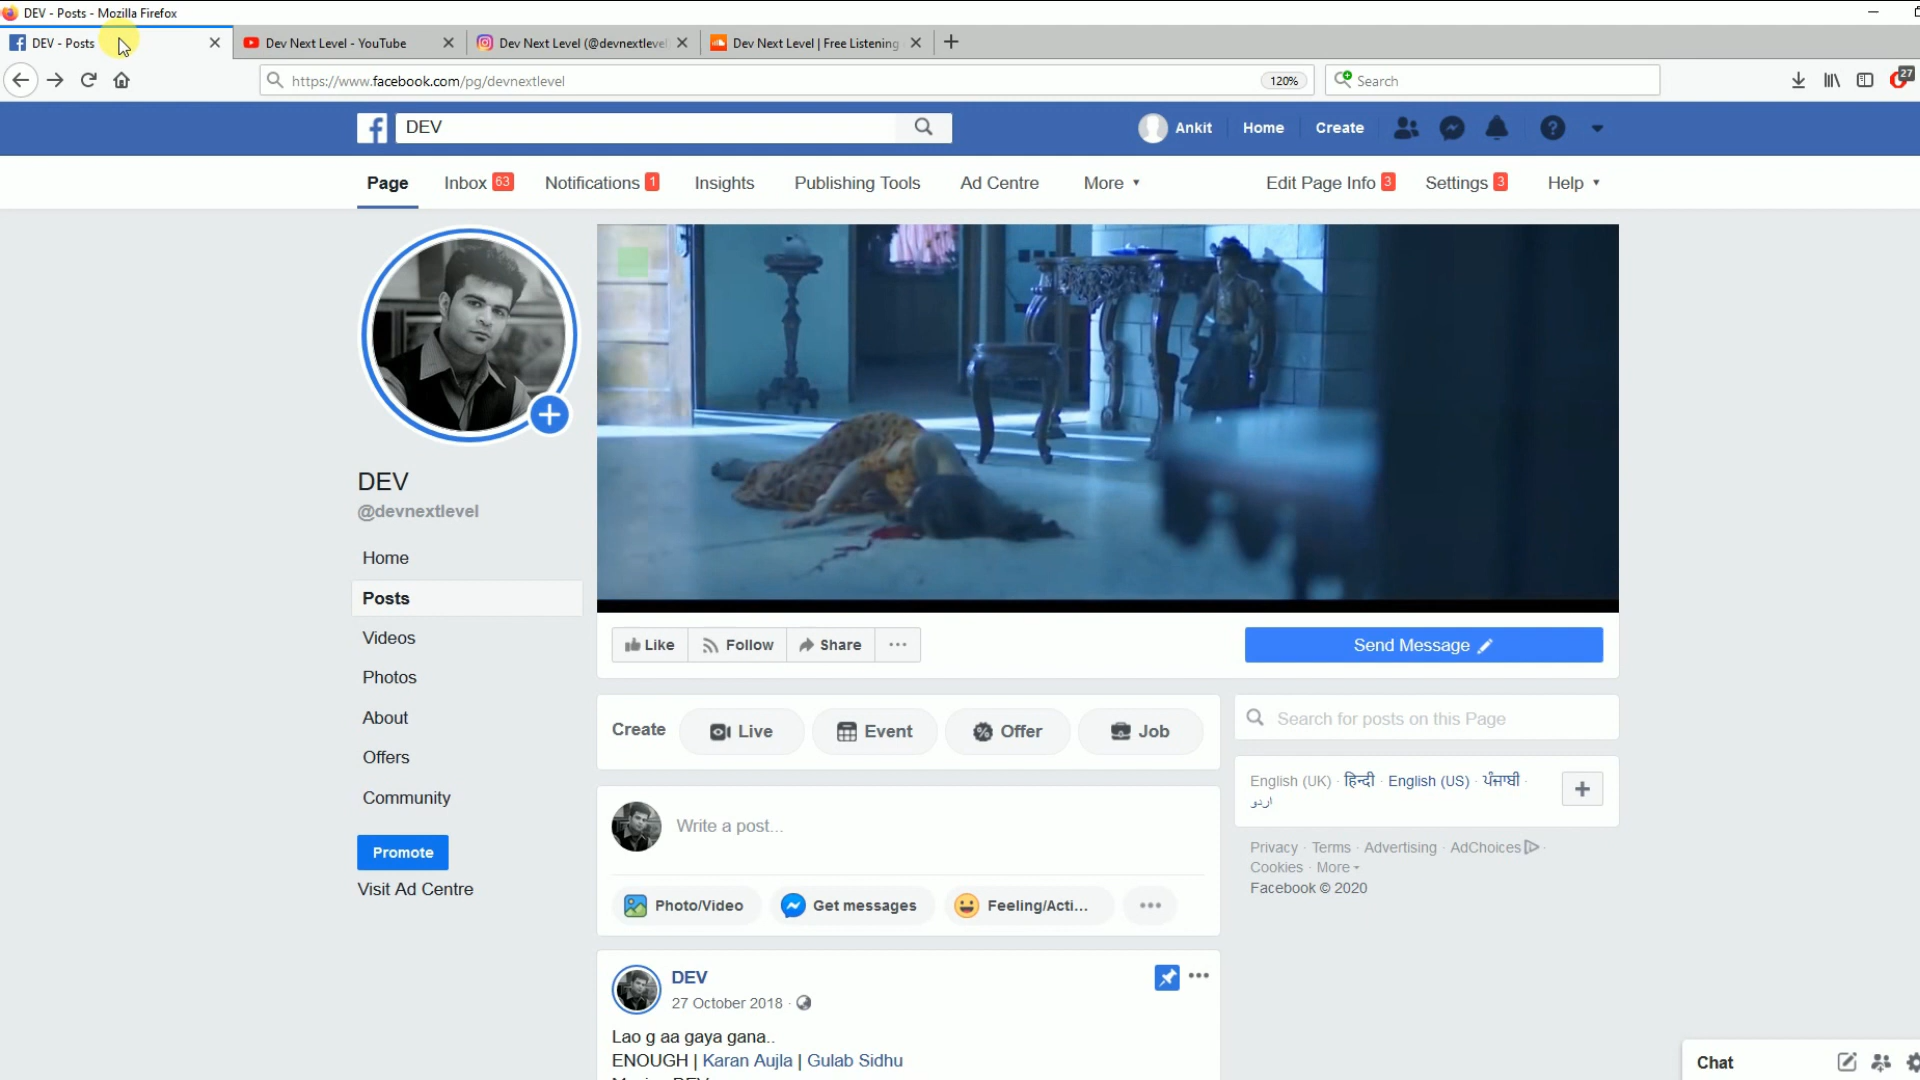 DEV - Posts - Mozilla Firefox
DEV - Posts
Dev Next Level - YouTube
Dev Next Level (@devnextleve
Dev Next Level | Free Listening
https://www.facebook.com/pg/devnextlevel
120%
Search
27
DEV
Ankit
Home
Create
Page
Inbox 63
Notifications 1
Insights
Publishing Tools
Ad Centre
More
Edit Page Info 3
Settings 3
Help
DEV
@devnextlevel
Home
Posts
Videos
Photos
About
Offers
Community
Promote
Visit Ad Centre
Like
Follow
Share
Send Message
Create
Live
Event
Offer
Job
Write a post...
Photo/Video
Get messages
Feeling/Acti...
DEV
27 October 2018 ·
Lao g aa gaya gana..
ENOUGH | Karan Aujla | Gulab Sidhu
Search for posts on this Page
English (UK) · हिन्दी · English (US) · ਪੰਜਾਬੀ ·
اردو
Privacy · Terms · Advertising · AdChoices ·
Cookies · More
Facebook © 2020
Chat